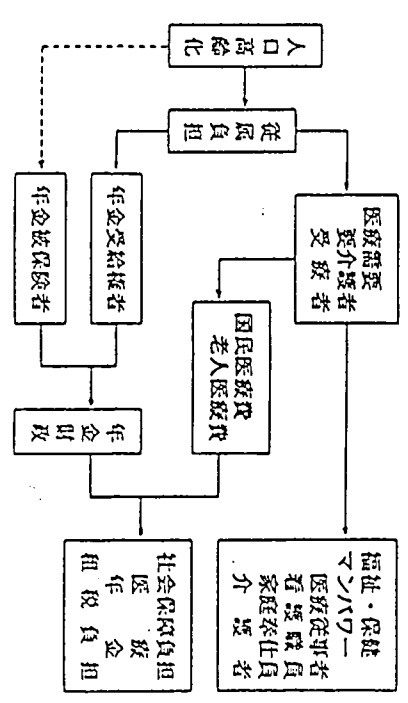 人口高齢化
従属負担
医療需要
要介護者
受療者
年金受給権者
年金被保険者
国民医療費
老人医療費
年金財政
福祉・保健
マンパワー
医療従事者
看護職員
家庭奉仕員
介護者
社会保障負担
医療
年金
租税負担